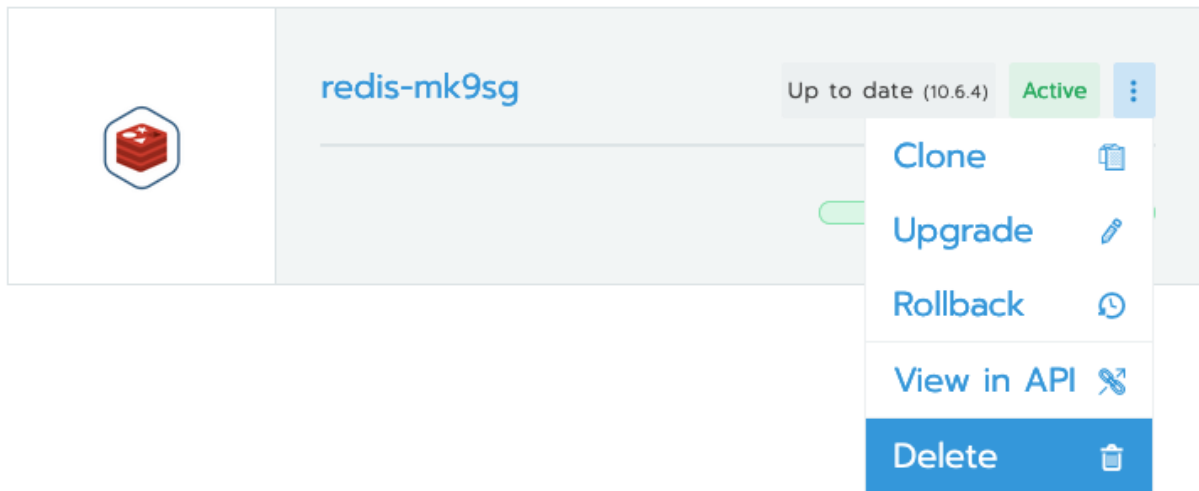 redis-mk9sg
Up to date (10.6.4) Active
Clone
Upgrade
Rollback
View in API
Delete